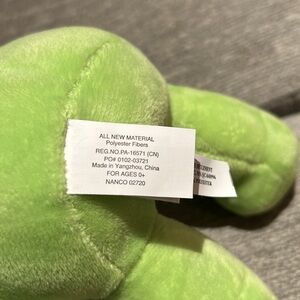 ALL NEW MATERIAL
Polyester Fibers
REG.NO.PA-16571 (CN)
PO# 0102-03721
Made in Yangzhou, China
FOR AGES 0+
NANCO 02720